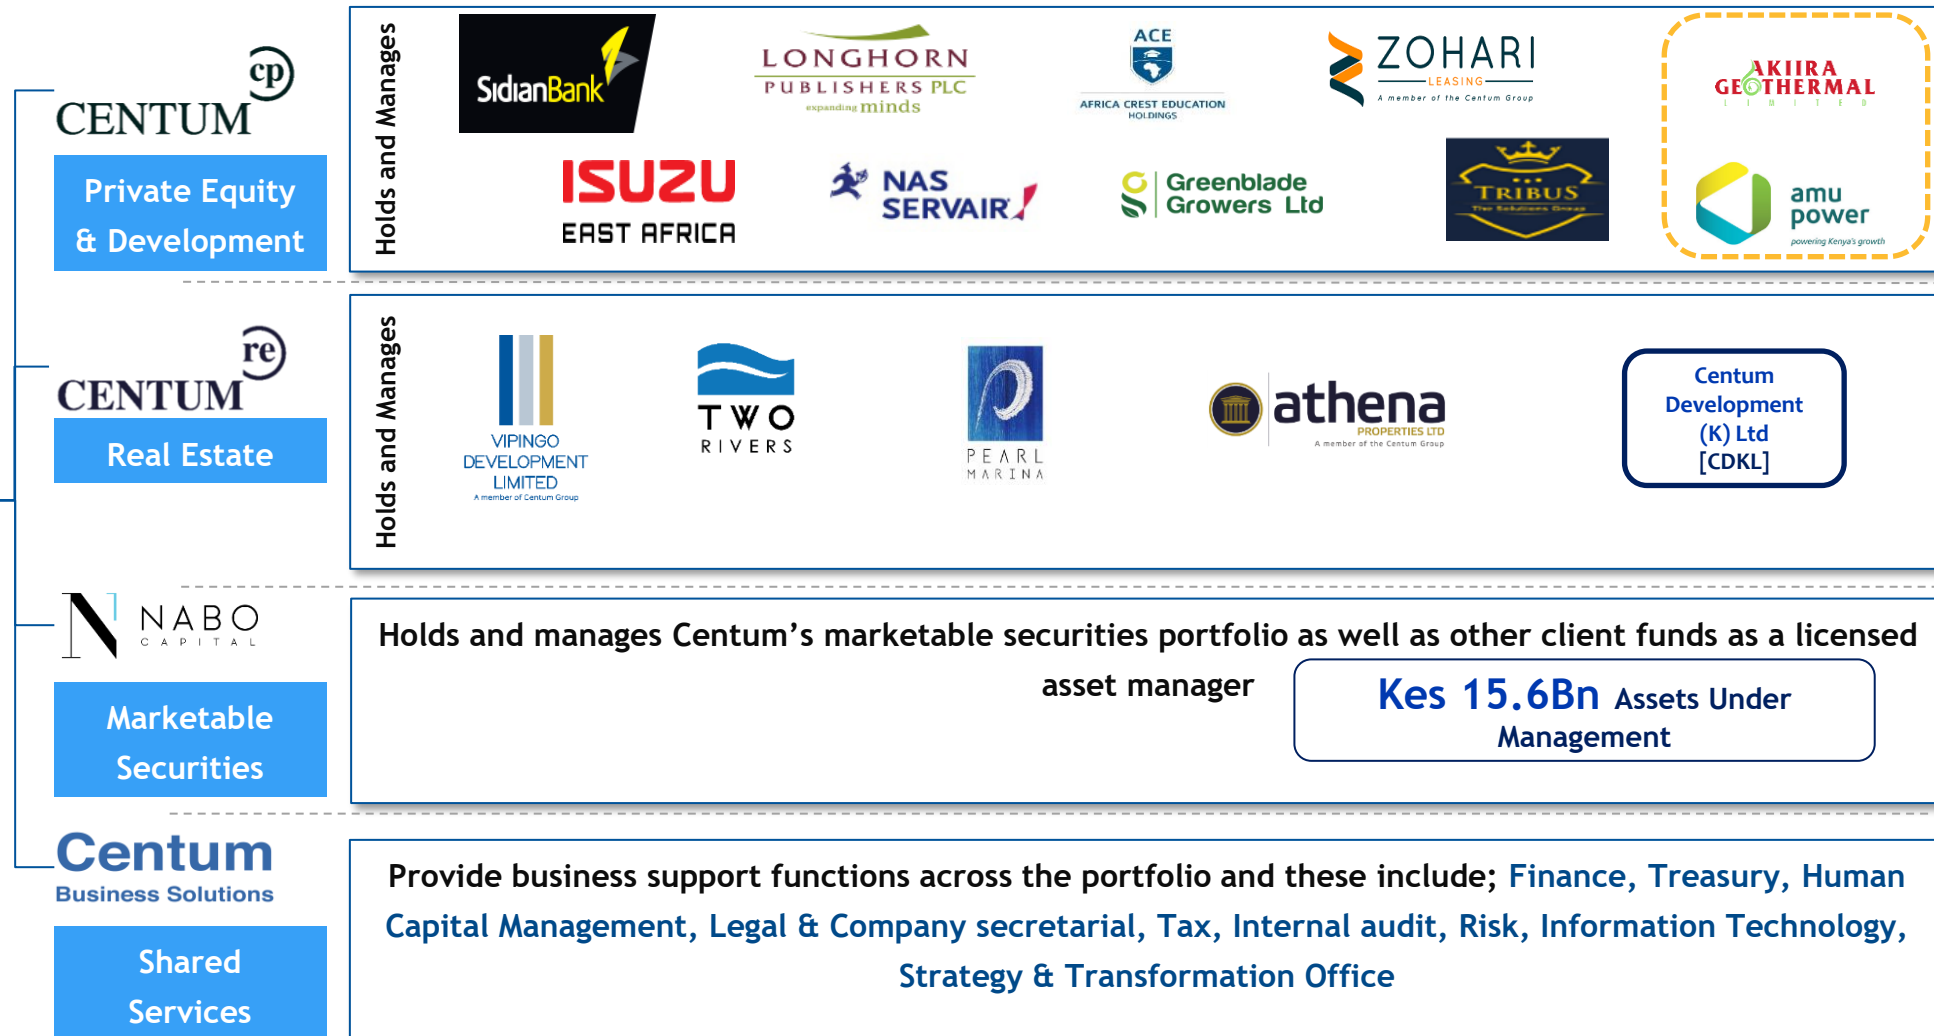 cp
CENTUM
Private Equity
& Development
Holds and Manages
SidianBank
LONGHORN
PUBLISHERS PLC
expanding minds
ACE
AFRICA CREST EDUCATION
HOLDINGS
ZOHARI
LEASING
A member of the Centum Group
AKIIRA
GEOTHERMAL
LIMITED
ISUZU
EAST AFRICA
NAS
SERVAIR
Greenblade
Growers Ltd
TRIBUS
The Solutions Group
amu
power
powering Kenya's growth
re
CENTUM
Real Estate
Holds and Manages
VIPINGO
DEVELOPMENT
LIMITED
A member of Centum Group
TWO
RIVERS
PEARL
MARINA
athena
PROPERTIES LTD
A member of the Centum Group
Centum
Development
(K) Ltd
[CDKL]
N NABO
CAPITAL
Marketable
Securities
Holds and manages Centum’s marketable securities portfolio as well as other client funds as a licensed
asset manager
Kes 15.6Bn Assets Under
Management
Centum
Business Solutions
Shared
Services
Provide business support functions across the portfolio and these include; Finance, Treasury, Human
Capital Management, Legal & Company secretarial, Tax, Internal audit, Risk, Information Technology,
Strategy & Transformation Office